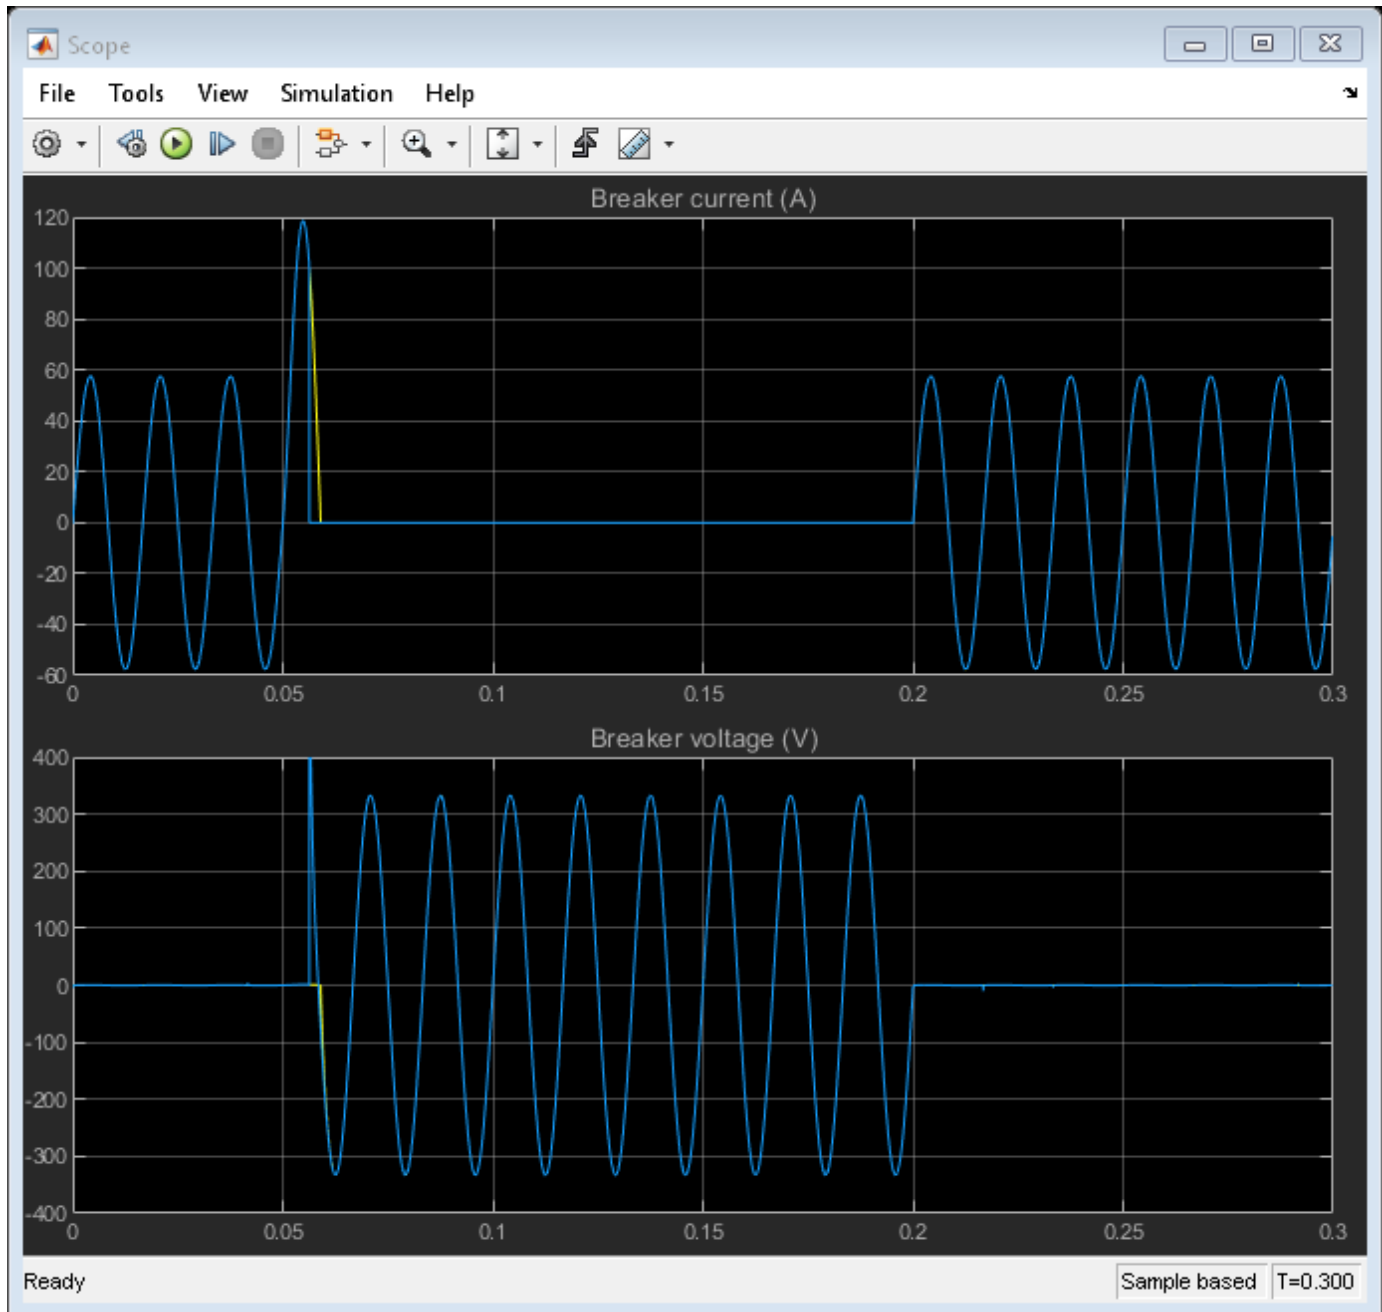 Scope
File Tools View Simulation Help
Breaker current (A)
120
100
80
60
40
20
0
-20
-40
-60
0 0.05 0.1 0.15 0.2 0.25 0.3
Breaker voltage (V)
400
300
200
100
0
-100
-200
-300
-400
0 0.05 0.1 0.15 0.2 0.25 0.3
Ready Sample based T=0.300